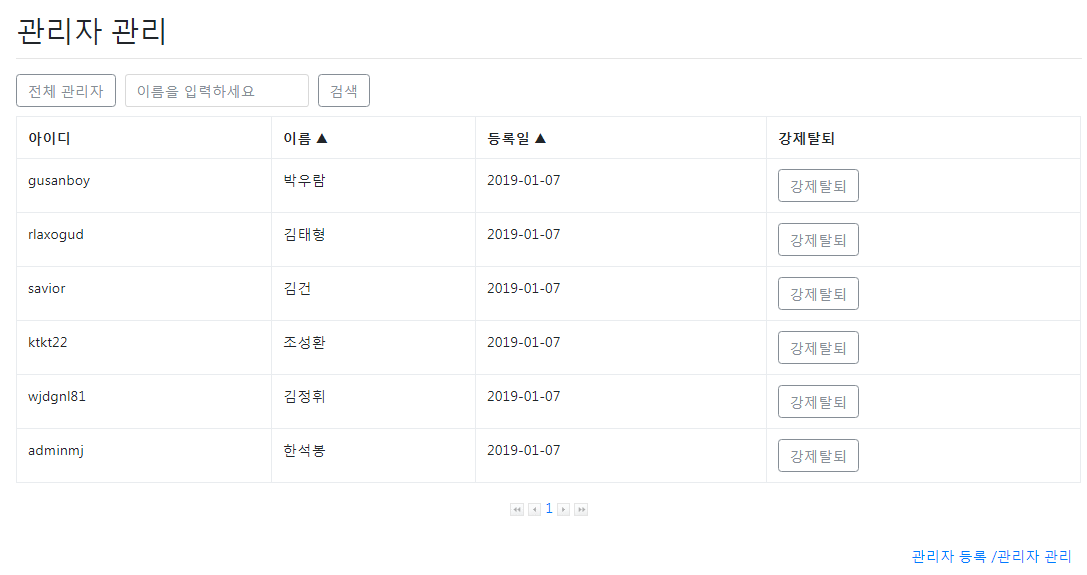 관리자 관리
전체 관리자 이름을 입력하세요 검색
아이디 이름 ▲ 등록일 ▲ 강제탈퇴
gusanboy 박우람 2019-01-07 강제탈퇴
rlaxogud 김태형 2019-01-07 강제탈퇴
savior 김건 2019-01-07 강제탈퇴
ktkt22 조성환 2019-01-07 강제탈퇴
wjdgnl81 김정휘 2019-01-07 강제탈퇴
adminmj 한석봉 2019-01-07 강제탈퇴
1
관리자 등록 /관리자 관리